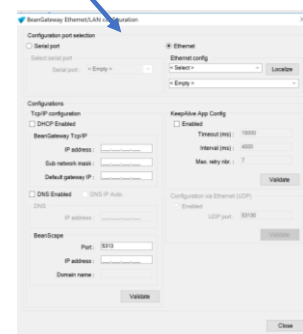 BeanGateway Ethernet/LAN configuration
Configuration port selection
Serial port
Ethernet
Select serial port
Serial port : < Empty >
Ethernet config
< Select >
Localize
< Empty >
Configurations
Tcp/IP configuration
DHCP Enabled
BeanGateway Tcp/IP
IP address :
Sub network mask :
Default gateway IP :
DNS Enabled DNS IP Auto.
DNS
IP address :
BeanScape
Port : 5313
IP address :
Domain name :
Validate
KeepAlive App Config
Enabled
Timeout (ms) : 10000
Interval (ms) : 4000
Max. retry nbr. : 7
Validate
Configuration via Ethernet (UDP)
Enabled
UDP port : 53130
Validate
Close